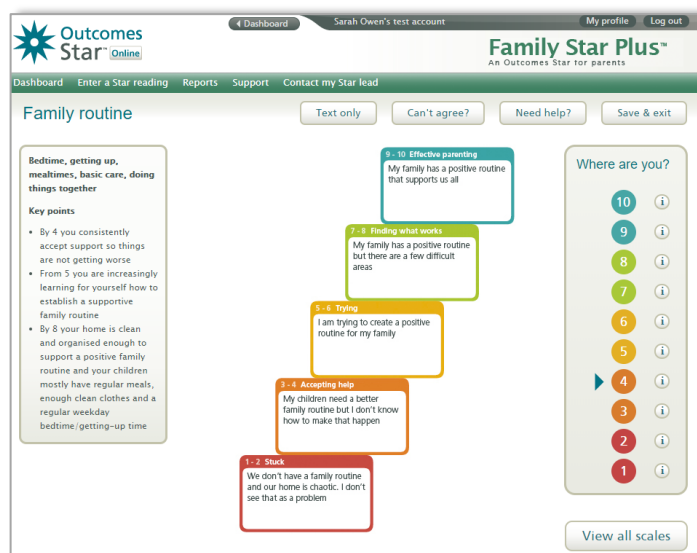 Outcomes
Star™ Online
Dashboard
Sarah Owen's test account
My profile
Log out
Family Star Plus™
An Outcomes Star for parents
Dashboard Enter a Star reading Reports Support Contact my Star lead
Family routine
Text only
Can't agree?
Need help?
Save & exit
Bedtime, getting up,
mealtimes, basic care, doing
things together
Key points
• By 4 you consistently
accept support so things
are not getting worse
• From 5 you are increasingly
learning for yourself how to
establish a supportive
family routine
• By 8 your home is clean
and organised enough to
support a positive family
routine and your children
mostly have regular meals,
enough clean clothes and a
regular weekday
bedtime/getting-up time
9 - 10 Effective parenting
My family has a positive routine
that supports us all
7 - 8 Finding what works
My family has a positive routine
but there are a few difficult
areas
5 - 6 Trying
I am trying to create a positive
routine for my family
3 - 4 Accepting help
My children need a better
family routine but I don't know
how to make that happen
1 - 2 Stuck
We don't have a family routine
and our home is chaotic. I don't
see that as a problem
Where are you?
10 i
9 i
8 i
7 i
6 i
5 i
4 i
3 i
2 i
1 i
View all scales